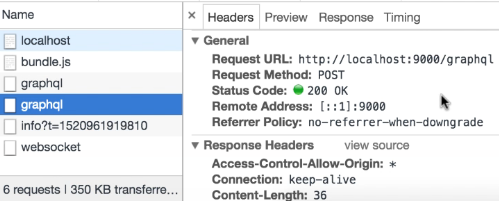 Name
localhost
bundle.js
graphql
graphql
info?t=1520961919810
websocket
6 requests | 350 KB transferre...
× Headers Preview Response Timing
▼ General
Request URL: http://localhost:9000/graphql
Request Method: POST
Status Code: 200 OK
Remote Address: [::1]:9000
Referrer Policy: no-referrer-when-downgrade
▼ Response Headers view source
Access-Control-Allow-Origin: *
Connection: keep-alive
Content-Length: 36